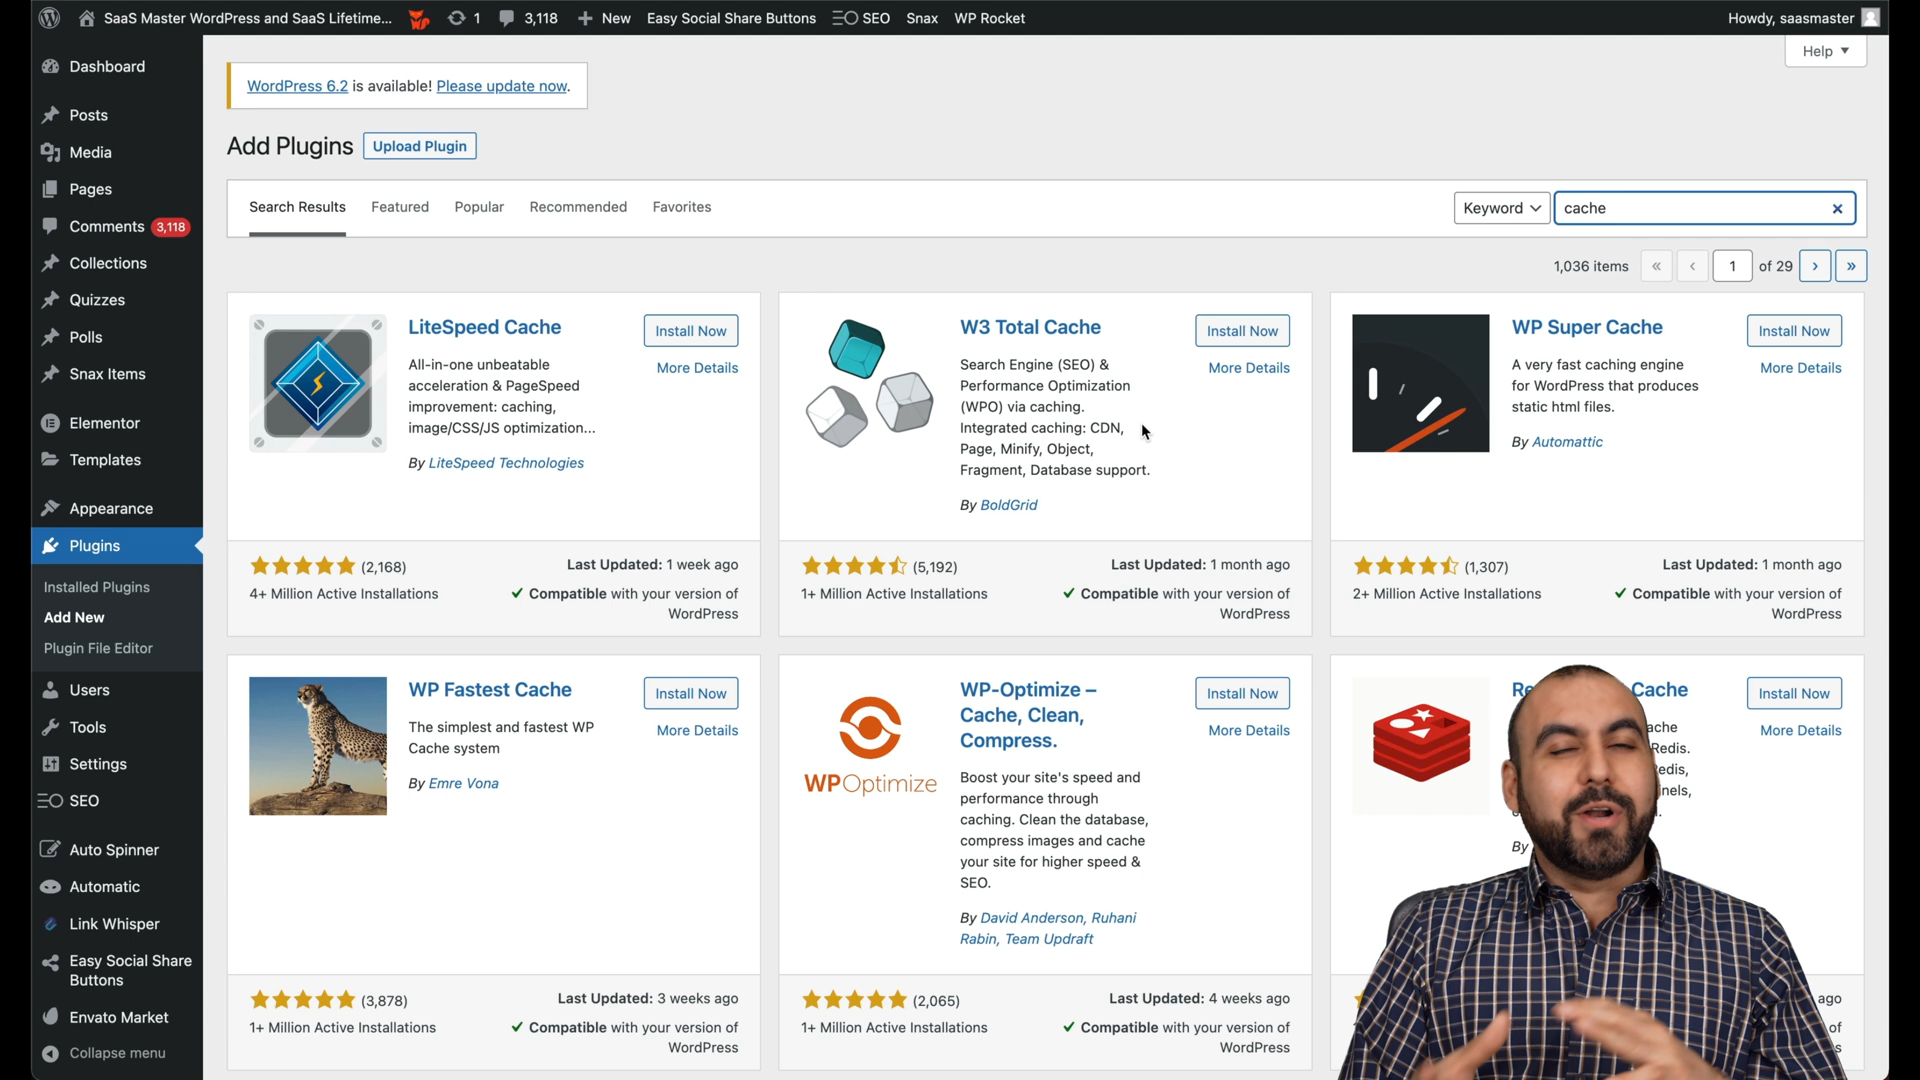 SaaS Master WordPress and SaaS Lifetime... 1 3,118 New Easy Social Share Buttons SEO Snax WP Rocket Howdy, saasmaster
Help
Dashboard
Posts
Media
Pages
Comments 3,118
Collections
Quizzes
Polls
Snax Items
Elementor
Templates
Appearance
Plugins
Installed Plugins
Add New
Plugin File Editor
Users
Tools
Settings
SEO
Auto Spinner
Automatic
Link Whisper
Easy Social Share
Buttons
Envato Market
Collapse menu
WordPress 6.2 is available! Please update now.
Add Plugins Upload Plugin
Search Results Featured Popular Recommended Favorites Keyword cache
1,036 items « ‹ 1 of 29 › »
LiteSpeed Cache
Install Now
More Details
All-in-one unbeatable
acceleration & PageSpeed
improvement: caching,
image/CSS/JS optimization...
By LiteSpeed Technologies
(2,168)
4+ Million Active Installations
Last Updated: 1 week ago
Compatible with your version of
WordPress
W3 Total Cache
Install Now
More Details
Search Engine (SEO) &
Performance Optimization
(WPO) via caching.
Integrated caching: CDN,
Page, Minify, Object,
Fragment, Database support.
By BoldGrid
(5,192)
1+ Million Active Installations
Last Updated: 1 month ago
Compatible with your version of
WordPress
WP Super Cache
Install Now
More Details
A very fast caching engine
for WordPress that produces
static html files.
By Automattic
(1,307)
2+ Million Active Installations
Last Updated: 1 month ago
Compatible with your version of
WordPress
WP Fastest Cache
Install Now
More Details
The simplest and fastest WP
Cache system
By Emre Vona
(3,878)
1+ Million Active Installations
Last Updated: 3 weeks ago
Compatible with your version of
WordPress
WPOptimize
WP-Optimize –
Cache, Clean,
Compress.
Install Now
More Details
Boost your site's speed and
performance through
caching. Clean the database,
compress images and cache
your site for higher speed &
SEO.
By David Anderson, Ruhani
Rabin, Team Updraft
(2,065)
1+ Million Active Installations
Last Updated: 4 weeks ago
Compatible with your version of
WordPress
Cache
Install Now
More Details
Redis.
By
ago
of